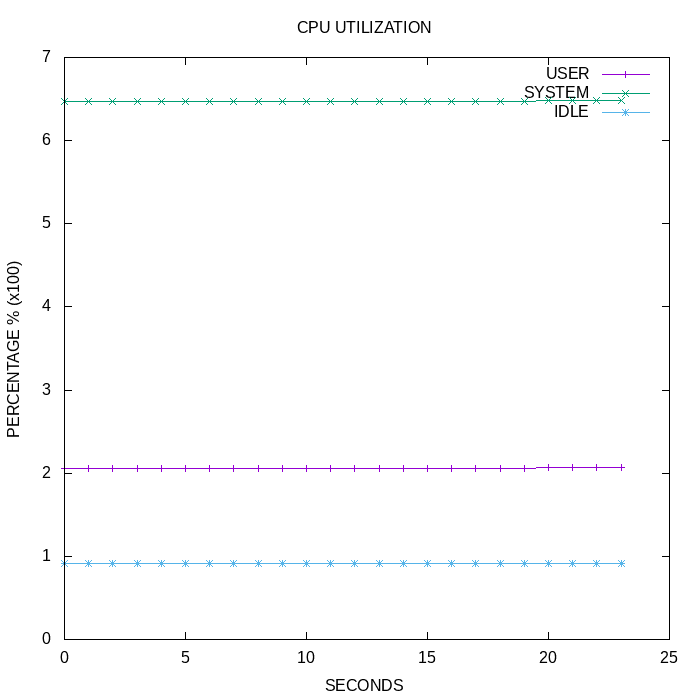 CPU UTILIZATION
7
6
5
4
3
2
1
0
PERCENTAGE % (x100)
USER
SYSTEM
IDLE
0 5 10 15 20 25
SECONDS